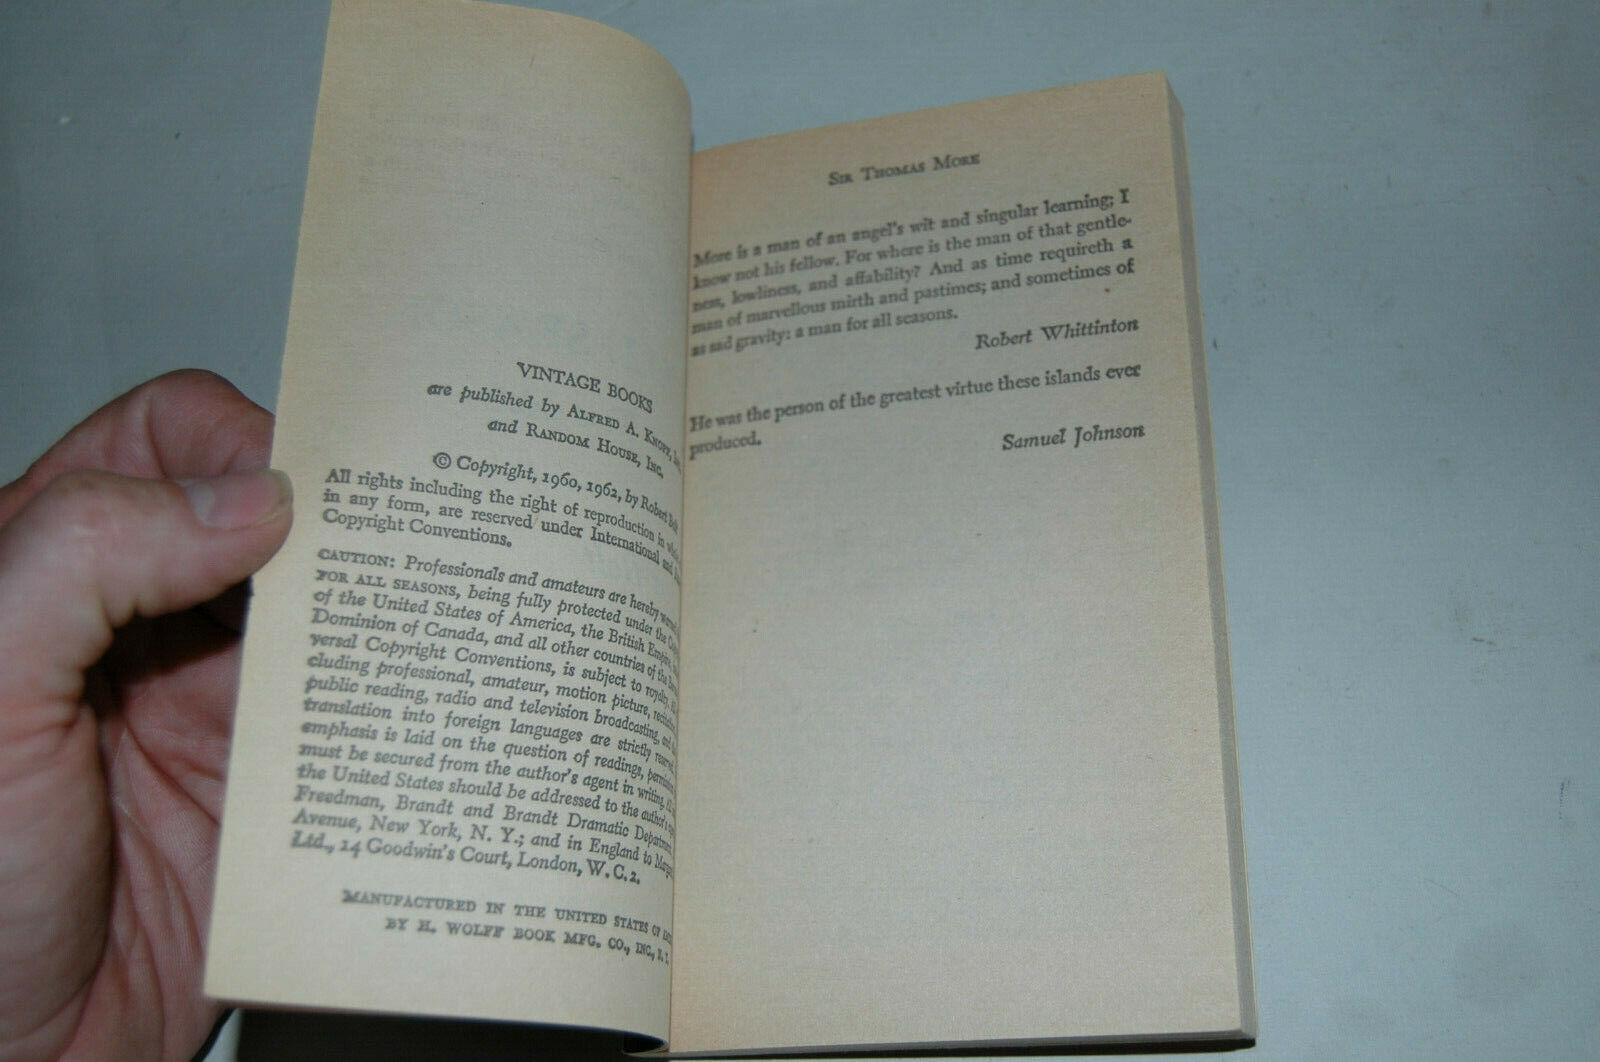 VINTAGE BOOKS
are published by ALFRED A. KNOPF,
and RANDOM HOUSE, INC.
© Copyright, 1960, 1962, by Robert
All rights including the right of reproduction in
in any form, are reserved under International and
Copyright Conventions.
CAUTION: Professionals and amateurs are hereby
FOR ALL SEASONS, being fully protected under the
of the United States of America, the British Empire,
Dominion of Canada, and all other countries of the
versal Copyright Conventions, is subject to royalty.
cluding professional, amateur, motion picture,
public reading, radio and television broadcasting, and
translation into foreign languages are strictly
emphasis is laid on the question of readings,
must be secured from the author's agent in writing.
the United States should be addressed to the author's
Freedman, Brandt and Brandt Dramatic
Avenue, New York, N. Y.; and in England to
Ltd., 14 Goodwin's Court, London, W. C. 2.
MANUFACTURED IN THE UNITED STATES OF
BY H. WOLFF BOOK MFG. CO., INC.,
SIR THOMAS MORE
More is a man of an angel's wit and singular learning; I
know not his fellow. For where is the man of that gentle-
ness, lowliness, and affability? And as time requireth a
man of marvellous mirth and pastimes; and sometimes of
as sad gravity: a man for all seasons.
Robert Whittinton
He was the person of the greatest virtue these islands ever
produced.
Samuel Johnson